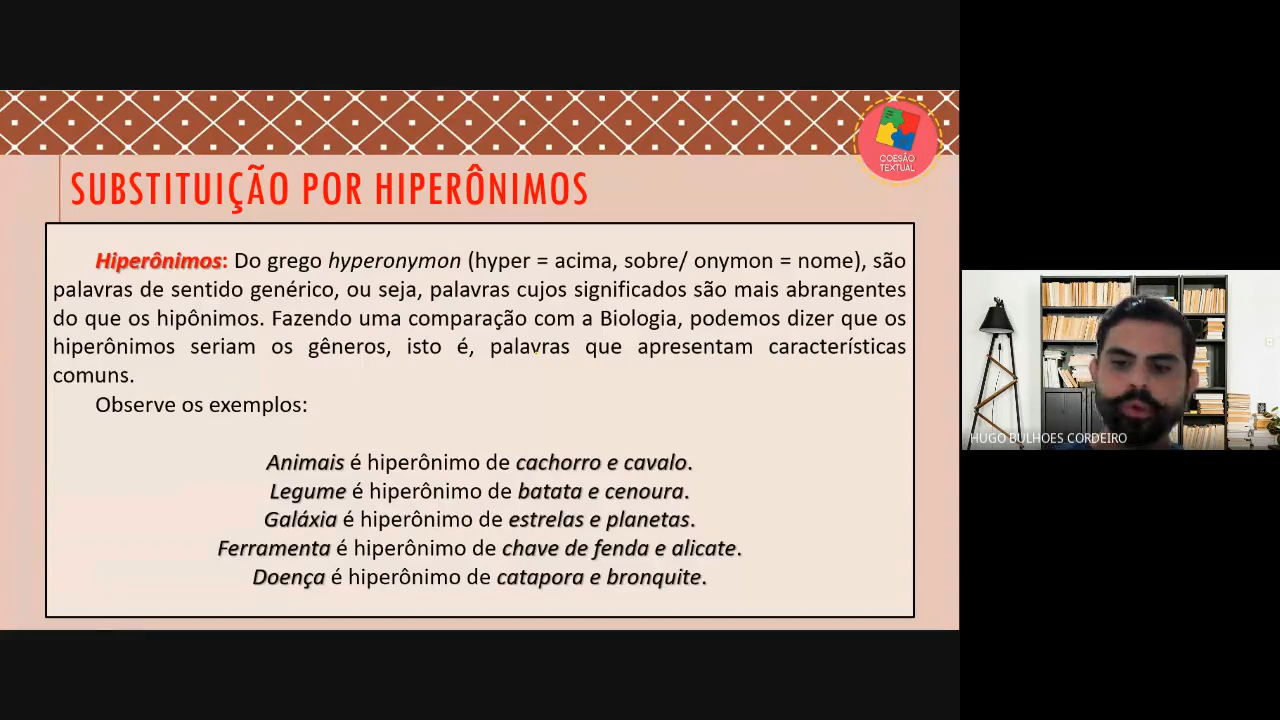 COESÃO
TEXTUAL
SUBSTITUIÇÃO POR HIPERÔNIMOS
Hiperônimos: Do grego hyperonymon (hyper = acima, sobre/ onymon = nome), são
palavras de sentido genérico, ou seja, palavras cujos significados são mais abrangentes
do que os hipônimos. Fazendo uma comparação com a Biologia, podemos dizer que os
hiperônimos seriam os gêneros, isto é, palavras que apresentam características
comuns.
Observe os exemplos:
Animais é hiperônimo de cachorro e cavalo.
Legume é hiperônimo de batata e cenoura.
Galáxia é hiperônimo de estrelas e planetas.
Ferramenta é hiperônimo de chave de fenda e alicate.
Doença é hiperônimo de catapora e bronquite.
HUGO BULHOES CORDEIRO